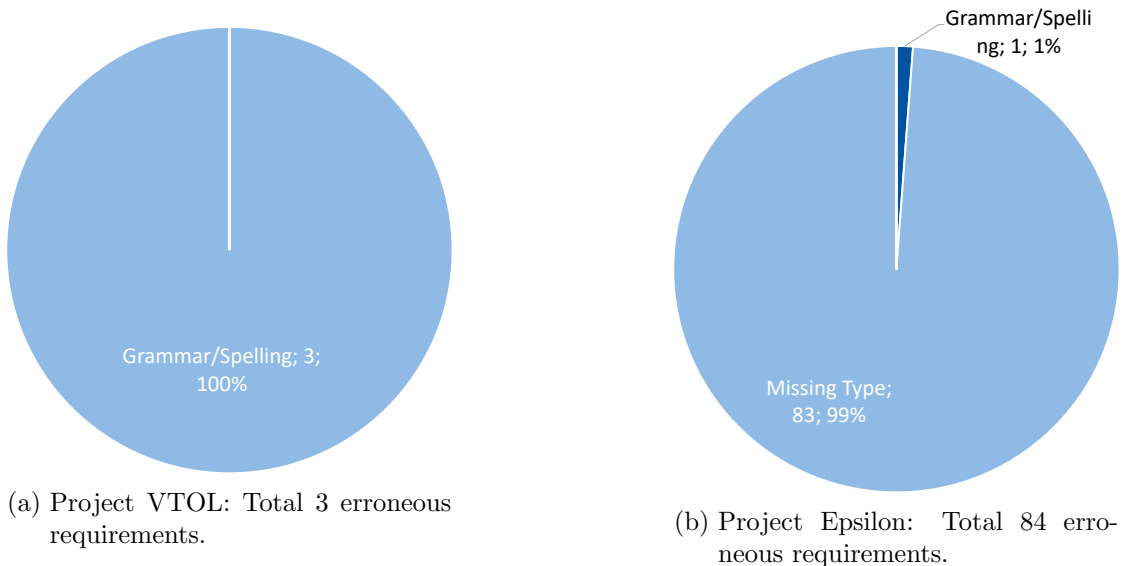 Grammar/Spelling; 3;
100%
(a) Project VTOL: Total 3 erroneous
requirements.
Grammar/Spelli
ng; 1; 1%
Missing Type;
83; 99%
(b) Project Epsilon: Total 84 erro-
neous requirements.